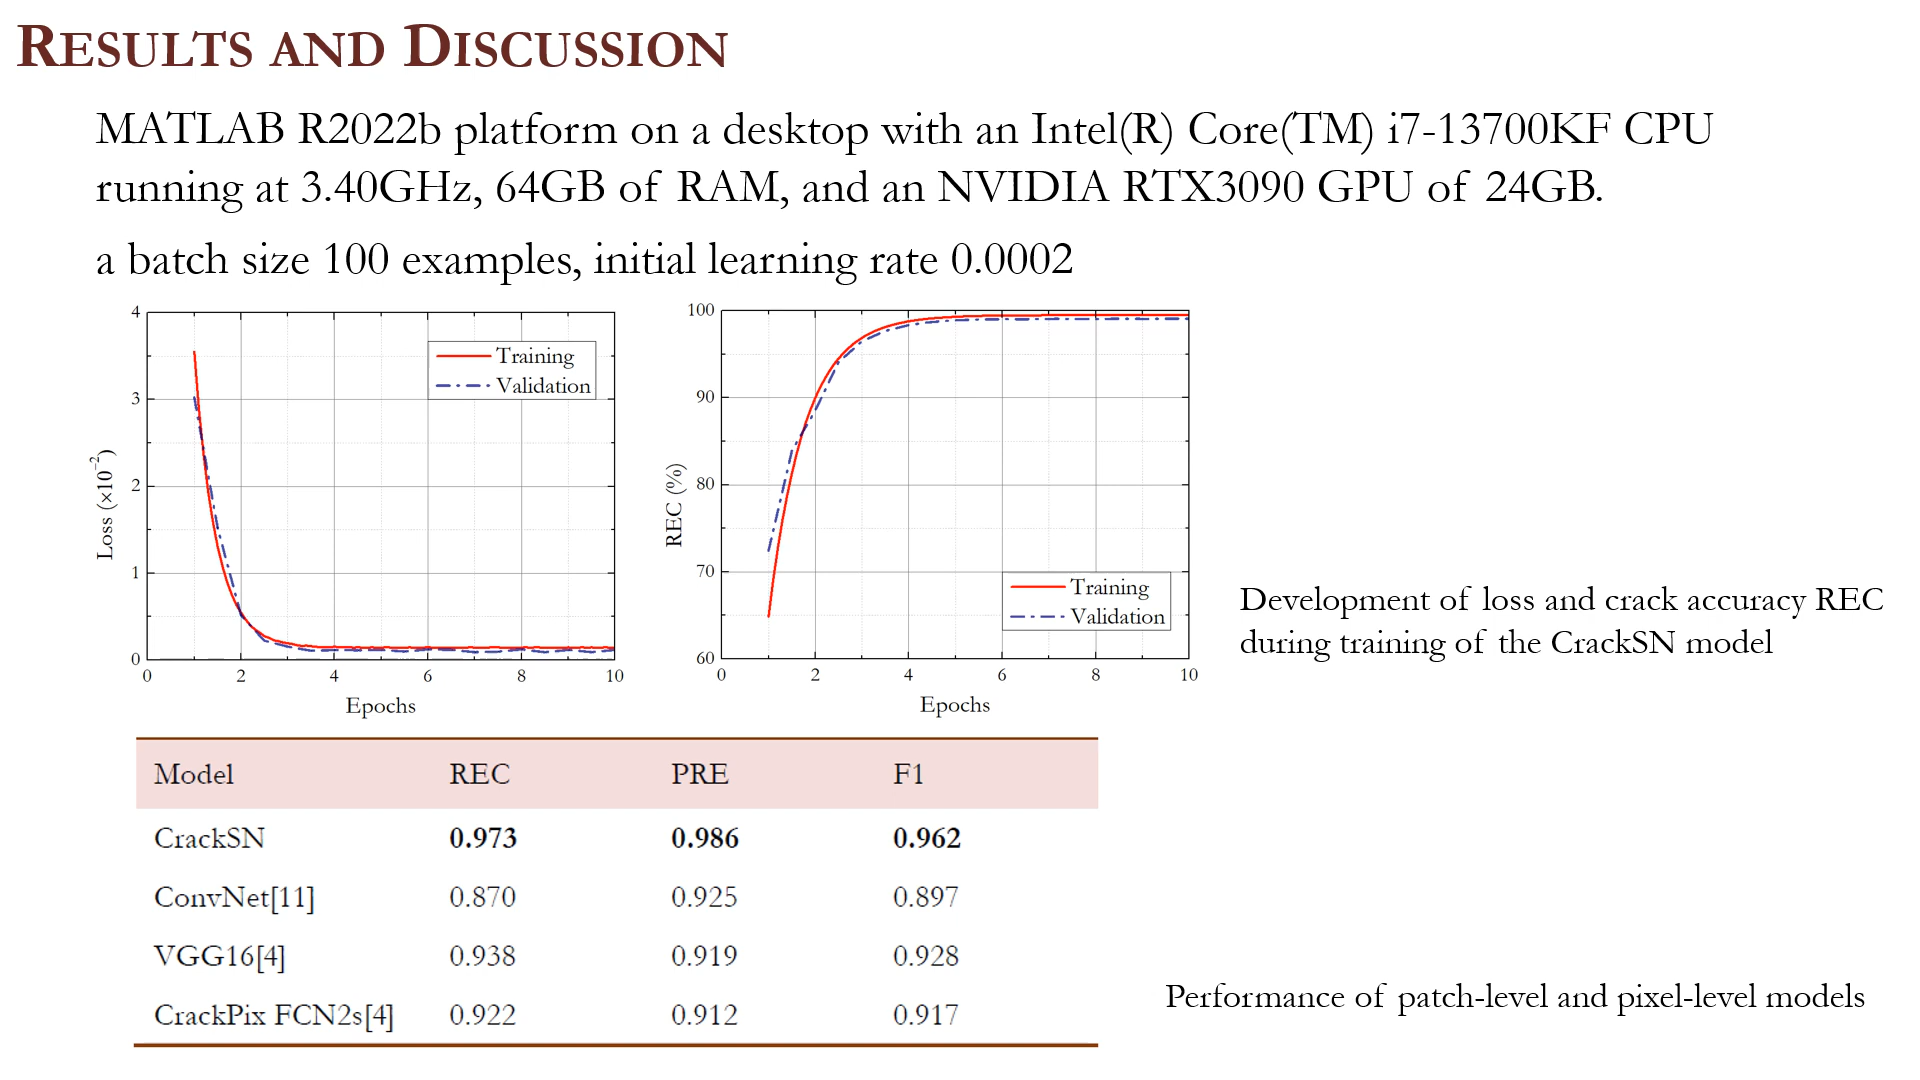 RESULTS AND DISCUSSION
MATLAB R2022b platform on a desktop with an Intel(R) Core(TM) i7-13700KF CPU
running at 3.40GHz, 64GB of RAM, and an NVIDIA RTX3090 GPU of 24GB.
a batch size 100 examples, initial learning rate 0.0002
4
3
2
1
0
Loss (×10⁻²)
Training
Validation
0 2 4 6 8 10
Epochs
100
90
80
70
60
REC (%)
Training
Validation
0 2 4 6 8 10
Epochs
Development of loss and crack accuracy REC
during training of the CrackSN model
Model REC PRE F1
CrackSN 0.973 0.986 0.962
ConvNet[11] 0.870 0.925 0.897
VGG16[4] 0.938 0.919 0.928
CrackPix FCN2s[4] 0.922 0.912 0.917
Performance of patch-level and pixel-level models